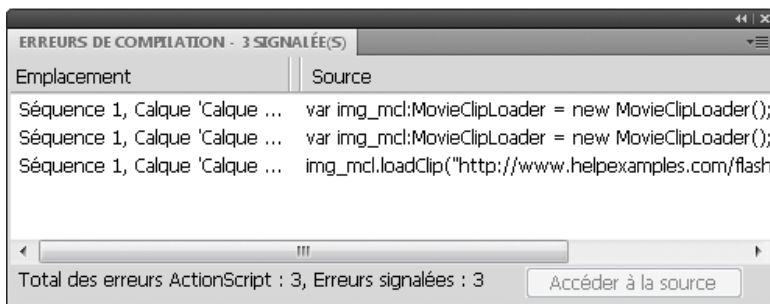 ERREURS DE COMPILATION - 3 SIGNALÉE(S)
Emplacement Source
Séquence 1, Calque 'Calque ... var img_mcl:MovieClipLoader = new MovieClipLoader();
Séquence 1, Calque 'Calque ... var img_mcl:MovieClipLoader = new MovieClipLoader();
Séquence 1, Calque 'Calque ... img_mcl.loadClip("http://www.helpexamples.com/flash
Total des erreurs ActionScript : 3, Erreurs signalées : 3 Accéder à la source